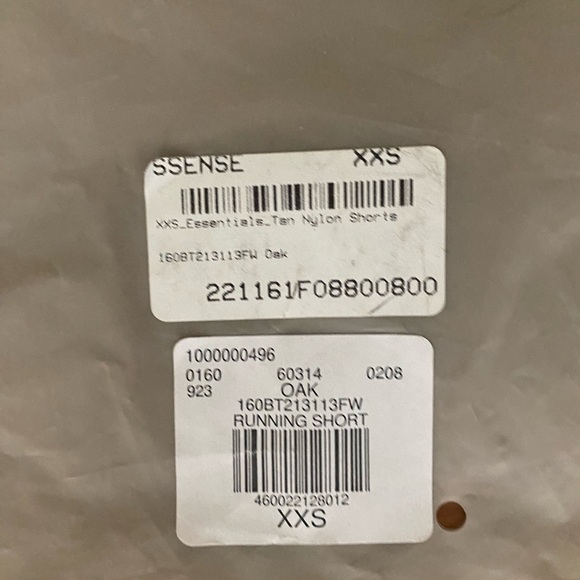 SSENSE XXS
XXS_Essentials_Tan Nylon Shorts
160BT213113FW Oak
221161F08800800
1000000496
0160 60314 0208
923 OAK
160BT213113FW
RUNNING SHORT
460022128012
XXS